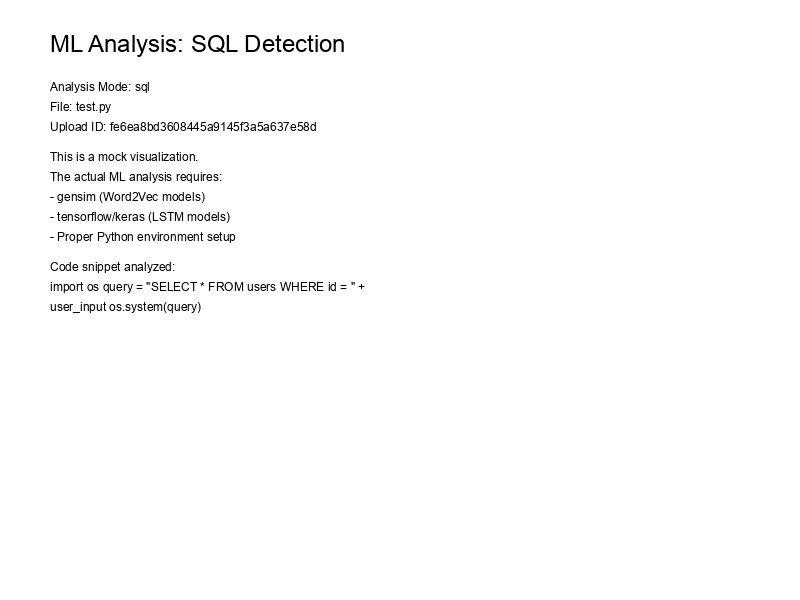 ML Analysis: SQL Detection
Analysis Mode: sql
File: test.py
Upload ID: fe6ea8bd3608445a9145f3a5a637e58d
This is a mock visualization.
The actual ML analysis requires:
- gensim (Word2Vec models)
- tensorflow/keras (LSTM models)
- Proper Python environment setup
Code snippet analyzed:
import os query = "SELECT * FROM users WHERE id = " +
user_input os.system(query)